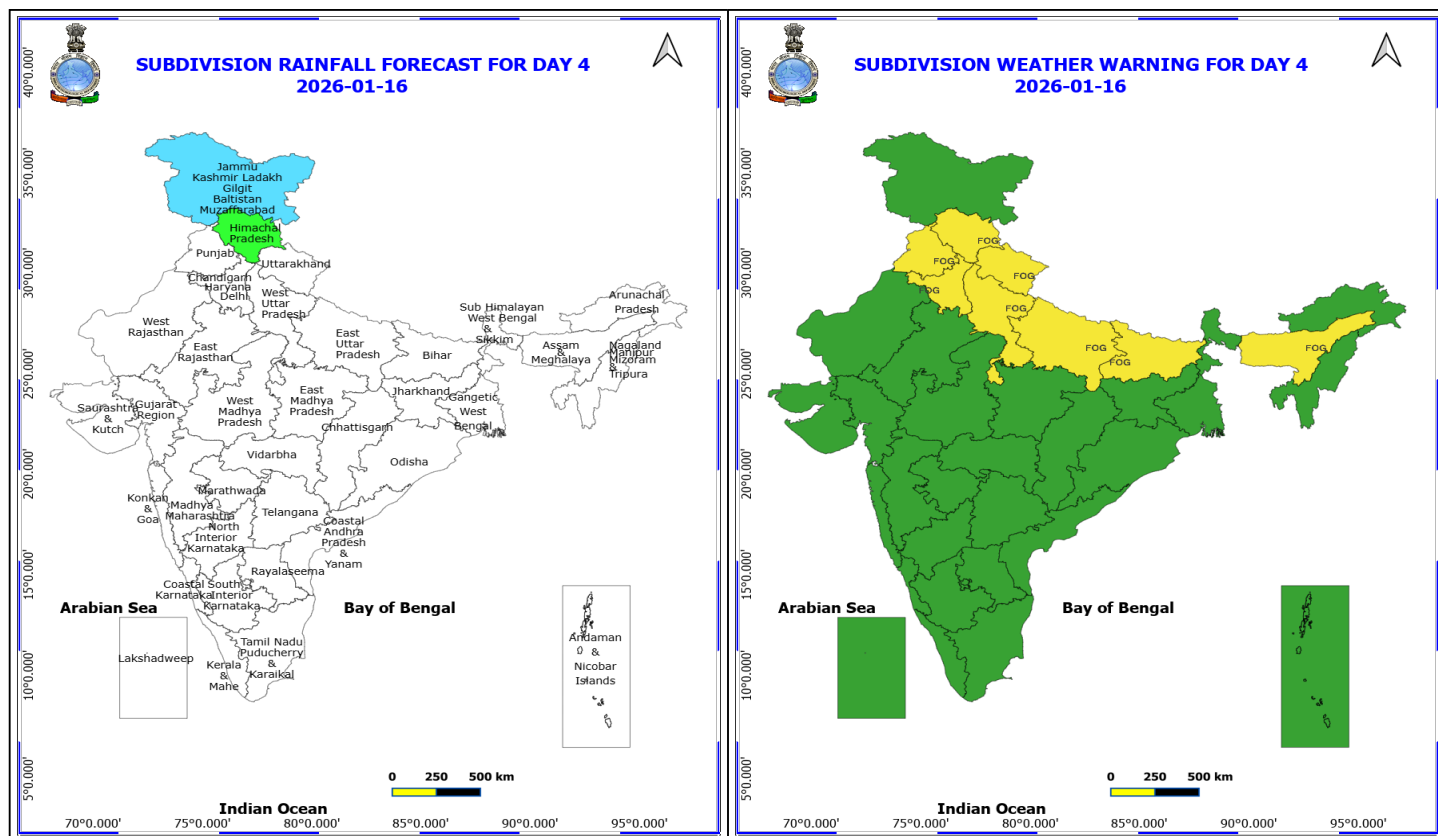 SUBDIVISION RAINFALL FORECAST FOR DAY 4
2026-01-16
40°0.000'
35°0.000'
30°0.000'
25°0.000'
20°0.000'
15°0.000'
10°0.000'
5°0.000'
Jammu
Kashmir Ladakh
Gilgit
Baltistan
Muzaffarabad
Himachal
Pradesh
Punjab
Uttarakhand
Chandigarh
Haryana
Delhi
West
Uttar
Pradesh
West
Rajasthan
East
Rajasthan
East
Uttar
Pradesh
Bihar
Sub Himalayan
West Bengal
&
Sikkim
Arunachal
Pradesh
Assam
&
Meghalaya
Nagaland
Manipur
Mizoram
&
Tripura
Saurashtra
&
Kutch
Gujarat
Region
West
Madhya
Pradesh
East
Madhya
Pradesh
Jharkhand
Gangetic
West
Bengal
Chhattisgarh
Vidarbha
Odisha
Konkan
&
Goa
Madhya
Maharashtra
Marathwada
Telangana
North
Interior
Karnataka
Coastal
Andhra
Pradesh
&
Yanam
Rayalaseema
Coastal
Karnataka
South
Interior
Karnataka
Arabian Sea
Bay of Bengal
Lakshadweep
Kerala
&
Mahe
Tamil Nadu
Puducherry
&
Karaikal
Andaman
&
Nicobar
Islands
0 250 500 km
Indian Ocean
70°0.000' 75°0.000' 80°0.000' 85°0.000' 90°0.000' 95°0.000'
SUBDIVISION WEATHER WARNING FOR DAY 4
2026-01-16
40°0.000'
35°0.000'
30°0.000'
25°0.000'
20°0.000'
15°0.000'
10°0.000'
5°0.000'
FOG
FOG
FOG
FOG
FOG
FOG
FOG
FOG
Arabian Sea
Bay of Bengal
0 250 500 km
Indian Ocean
70°0.000' 75°0.000' 80°0.000' 85°0.000' 90°0.000' 95°0.000'